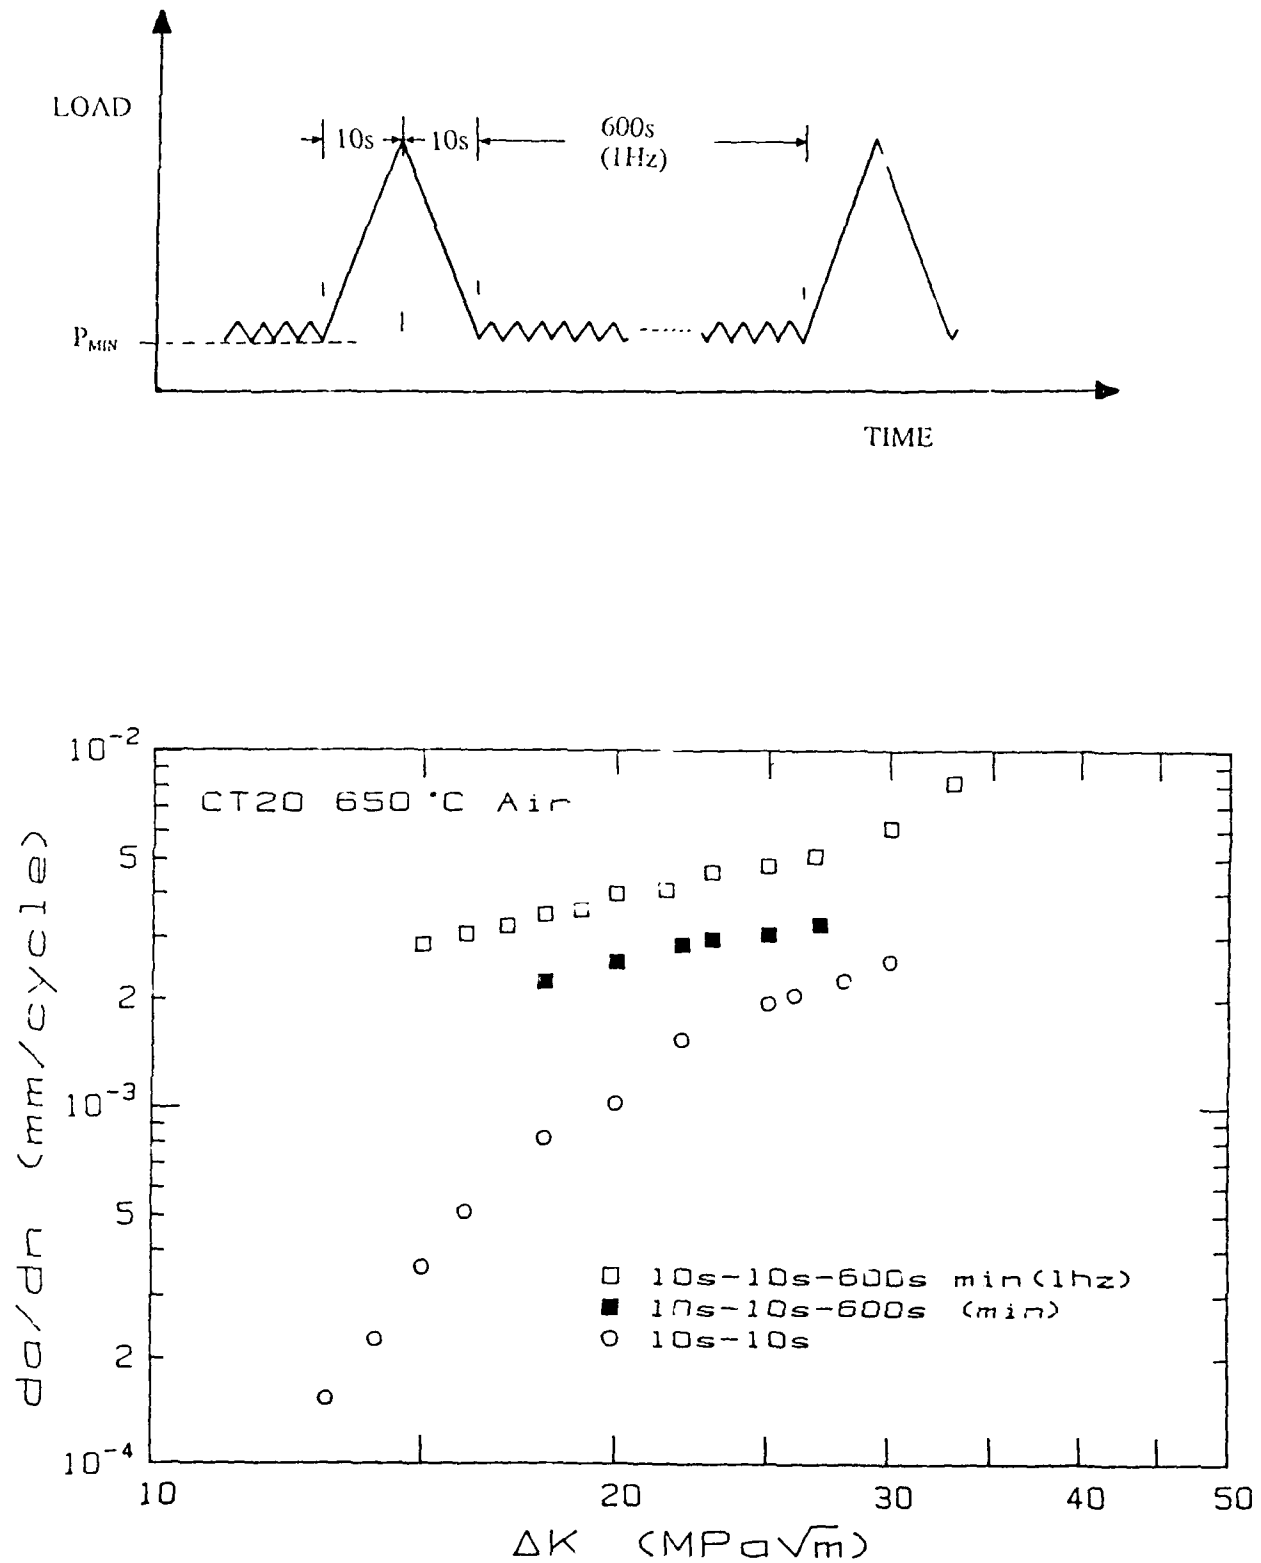 LOAD
10s 10s 600s
(1Hz)
PMIN
TIME
10-2
CT20 650°C Air
5
2
10-3
5
2
10-4
da/dn (mm/cycle)
□ 10s-10s-600s min(1hz)
■ 10s-10s-600s (min)
○ 10s-10s
10 20 30 40 50
ΔK (MPa√m)